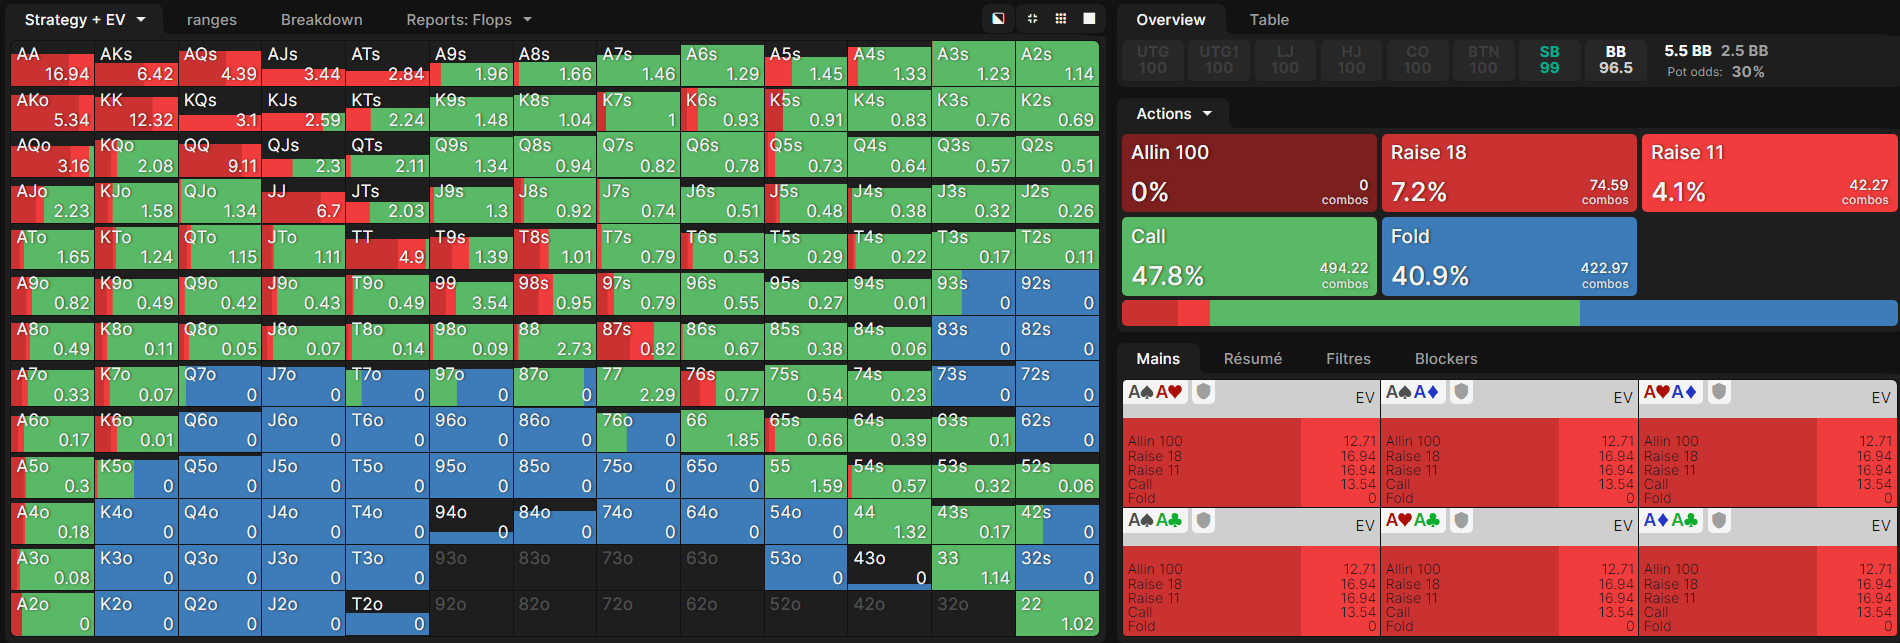 Strategy + EV ranges Breakdown Reports: Flops
AA AKs AQs AJs ATs A9s A8s A7s A6s A5s A4s A3s A2s
16.94 6.42 4.39 3.44 2.84 1.96 1.66 1.46 1.29 1.45 1.33 1.23 1.14
AKo KK KQs KJs KTs K9s K8s K7s K6s K5s K4s K3s K2s
5.34 12.32 3.1 2.59 2.24 1.48 1.04 1 0.93 0.91 0.83 0.76 0.69
AQo KQo QQ QJs QTs Q9s Q8s Q7s Q6s Q5s Q4s Q3s Q2s
3.16 2.08 9.11 2.3 2.11 1.34 0.94 0.82 0.78 0.73 0.64 0.57 0.51
AJo KJo QJo JJ JTs J9s J8s J7s J6s J5s J4s J3s J2s
2.23 1.58 1.34 6.7 2.03 1.3 0.92 0.74 0.51 0.48 0.38 0.32 0.26
ATo KTo QTo JTo TT T9s T8s T7s T6s T5s T4s T3s T2s
1.65 1.24 1.15 1.11 4.9 1.39 1.01 0.79 0.53 0.29 0.22 0.17 0.11
A9o K9o Q9o J9o T9o 99 98s 97s 96s 95s 94s 93s 92s
0.82 0.49 0.42 0.43 0.49 3.54 0.95 0.79 0.55 0.27 0.01 0 0
A8o K8o Q8o J8o T8o 98o 88 87s 86s 85s 84s 83s 82s
0.49 0.11 0.05 0.07 0.14 0.09 2.73 0.82 0.67 0.38 0.06 0 0
A7o K7o Q7o J7o T7o 97o 87o 77 76s 75s 74s 73s 72s
0.33 0.07 0 0 0 0 0 2.29 0.77 0.54 0.23 0 0
A6o K6o Q6o J6o T6o 96o 86o 76o 66 65s 64s 63s 62s
0.17 0.01 0 0 0 0 0 0 1.85 0.66 0.39 0.1 0
A5o K5o Q5o J5o T5o 95o 85o 75o 65o 55 54s 53s 52s
0.3 0 0 0 0 0 0 0 0 1.59 0.57 0.32 0.06
A4o K4o Q4o J4o T4o 94o 84o 74o 64o 54o 44 43s 42s
0.18 0 0 0 0 0 0 0 0 0 1.32 0.17 0
A3o K3o Q3o J3o T3o 93o 83o 73o 63o 53o 43o 33 32s
0.08 0 0 0 0 0 0 1.14 0
A2o K2o Q2o J2o T2o 92o 82o 72o 62o 52o 42o 32o 22
0 0 0 0 0 1.02
Overview Table
UTG UTG1 LJ HJ CO BTN SB BB 5.5 BB 2.5 BB
100 100 100 100 100 100 99 96.5 Pot odds: 30%
Actions
Allin 100 Raise 18 Raise 11
0% 0 combos 7.2% 74.59 combos 4.1% 42.27 combos
Call Fold
47.8% 494.22 combos 40.9% 422.97 combos
Mains Résumé Filtres Blockers
A♠A♥ EV A♠A♦ EV A♥A♦ EV
Allin 100 12.71 Allin 100 12.71 Allin 100 12.71
Raise 18 16.94 Raise 18 16.94 Raise 18 16.94
Raise 11 16.94 Raise 11 16.94 Raise 11 16.94
Call 13.54 Call 13.54 Call 13.54
Fold 0 Fold 0 Fold 0
A♠A♣ EV A♥A♣ EV A♦A♣ EV
Allin 100 12.71 Allin 100 12.71 Allin 100 12.71
Raise 18 16.94 Raise 18 16.94 Raise 18 16.94
Raise 11 16.94 Raise 11 16.94 Raise 11 16.94
Call 13.54 Call 13.54 Call 13.54
Fold 0 Fold 0 Fold 0